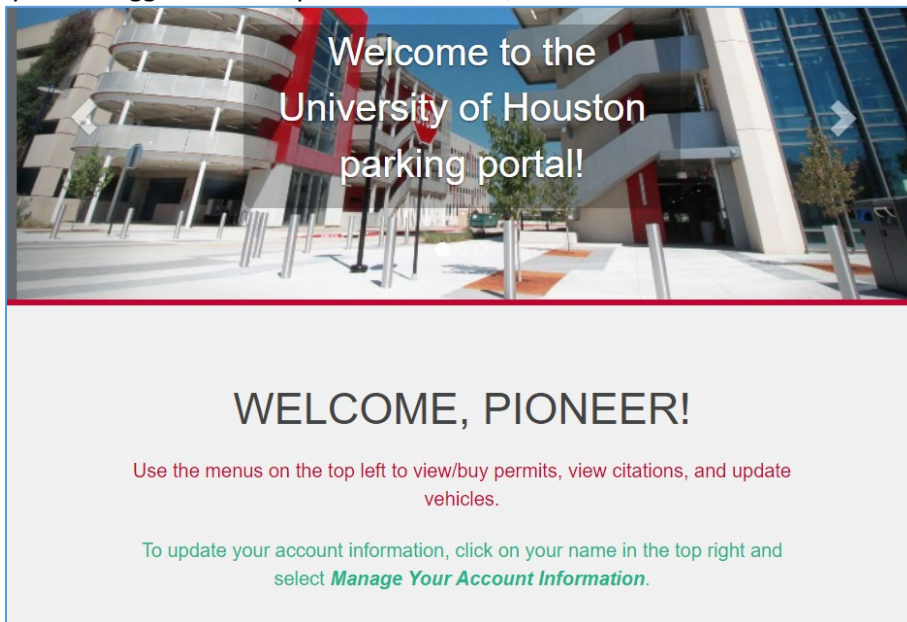 Welcome to the
University of Houston
parking portal!
WELCOME, PIONEER!
Use the menus on the top left to view/buy permits, view citations, and update
vehicles.
To update your account information, click on your name in the top right and
select Manage Your Account Information.